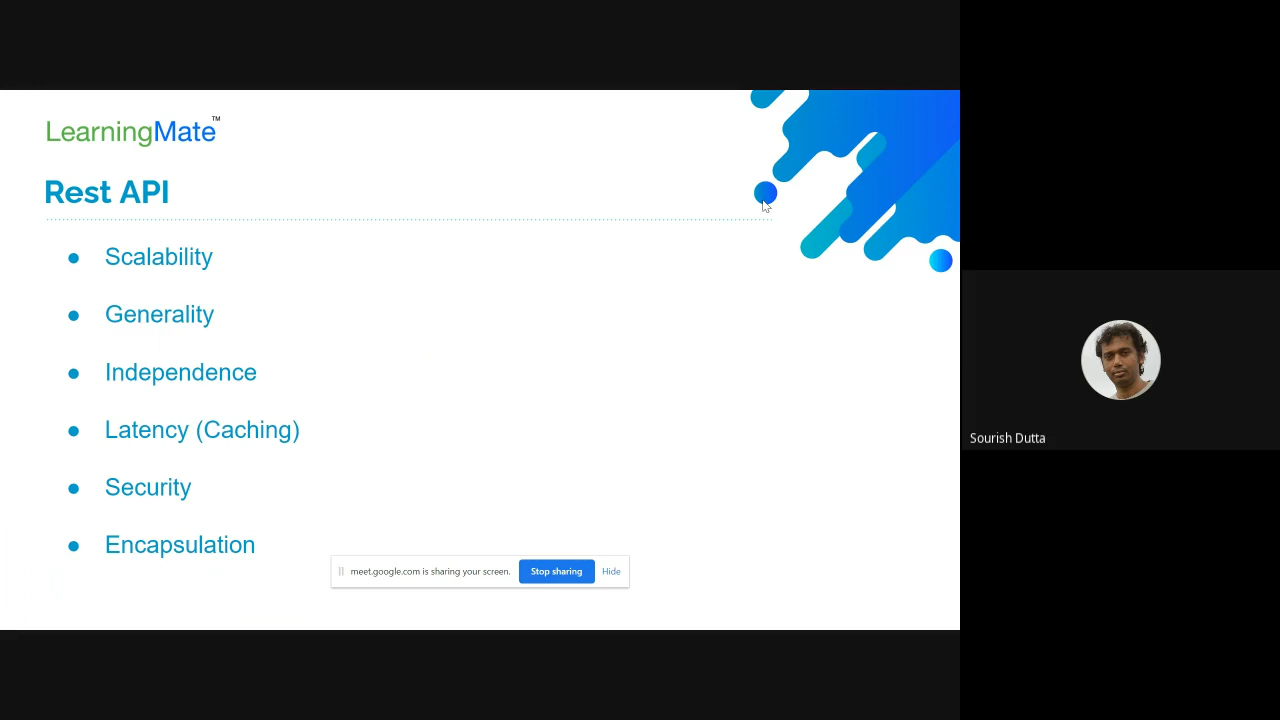 LearningMate™
Rest API
● Scalability
● Generality
● Independence
● Latency (Caching)
● Security
● Encapsulation
meet.google.com is sharing your screen. Stop sharing Hide
Sourish Dutta